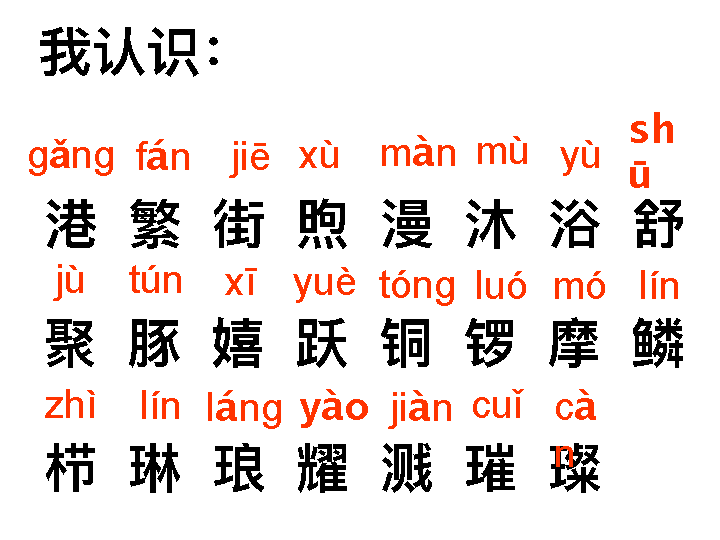 我认识：
gǎng fán jiē xù màn mù yù shū
港 繁 街 煦 漫 沐 浴 舒
jù tún xī yuè tóng luó mó lín
聚 豚 嬉 跃 铜 锣 摩 鳞
zhì lín láng yào jiàn cuǐ càn
栉 琳 琅 耀 溅 璀 璨